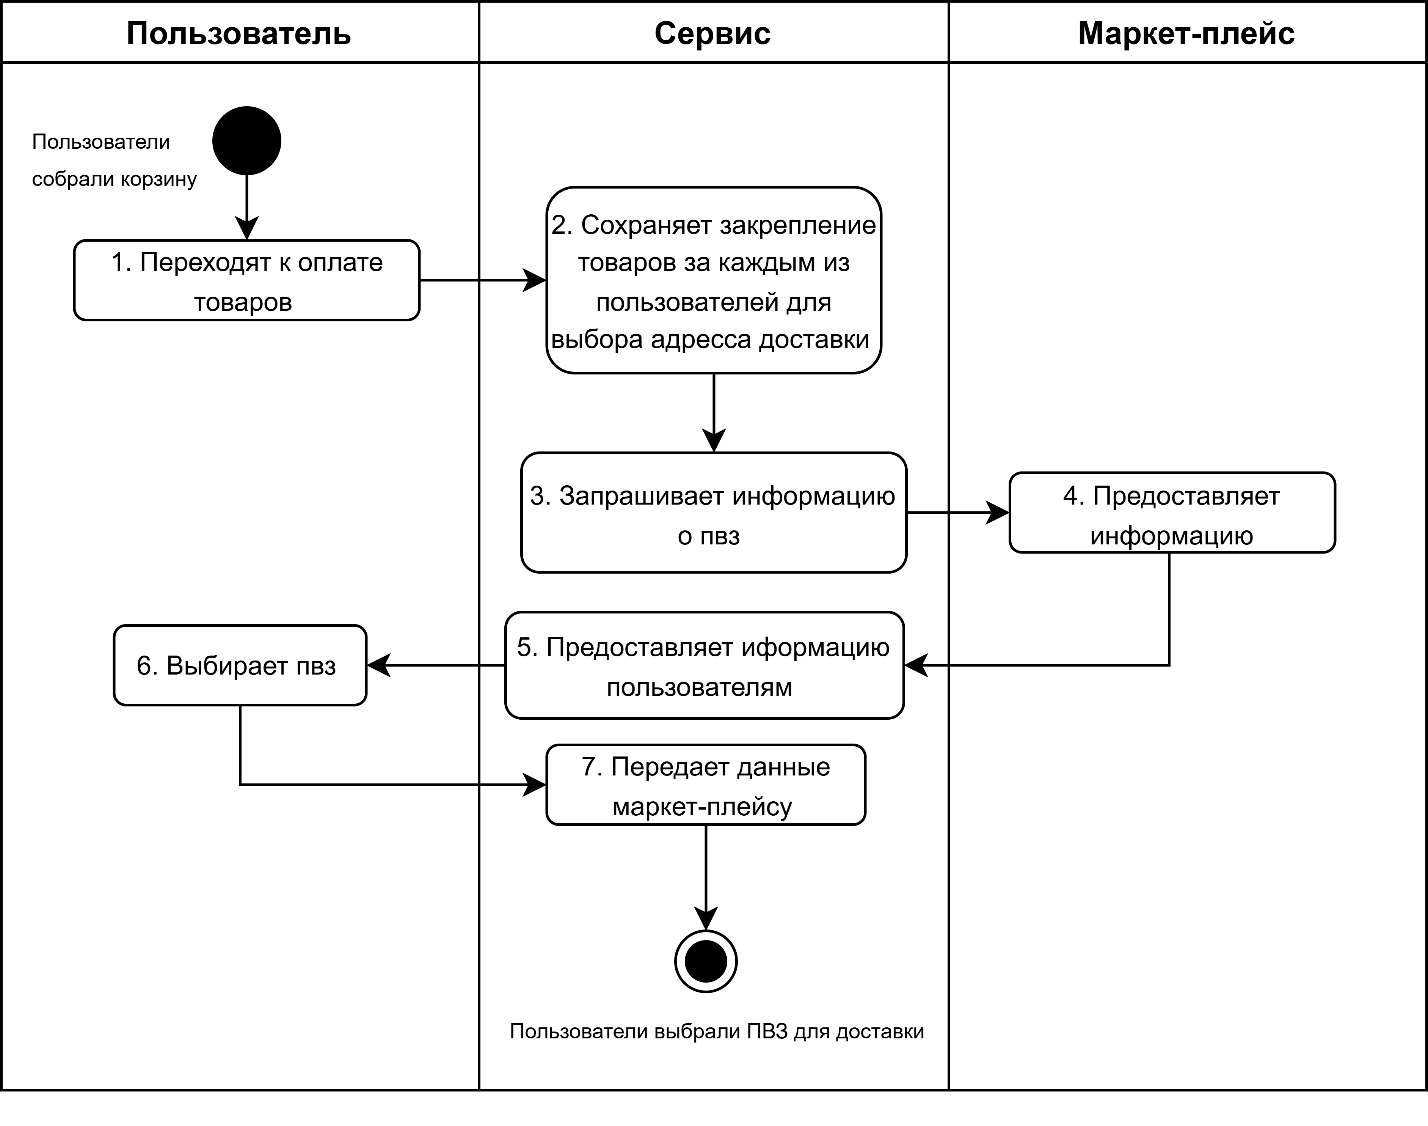 Пользователь
Сервис
Маркет-плейс
Пользователи
собрали корзину
1. Переходят к оплате
товаров
2. Сохраняет закрепление
товаров за каждым из
пользователей для
выбора адресса доставки
3. Запрашивает информацию
о пвз
4. Предоставляет
информацию
5. Предоставляет иформацию
пользователям
6. Выбирает пвз
7. Передает данные
маркет-плейсу
Пользователи выбрали ПВЗ для доставки